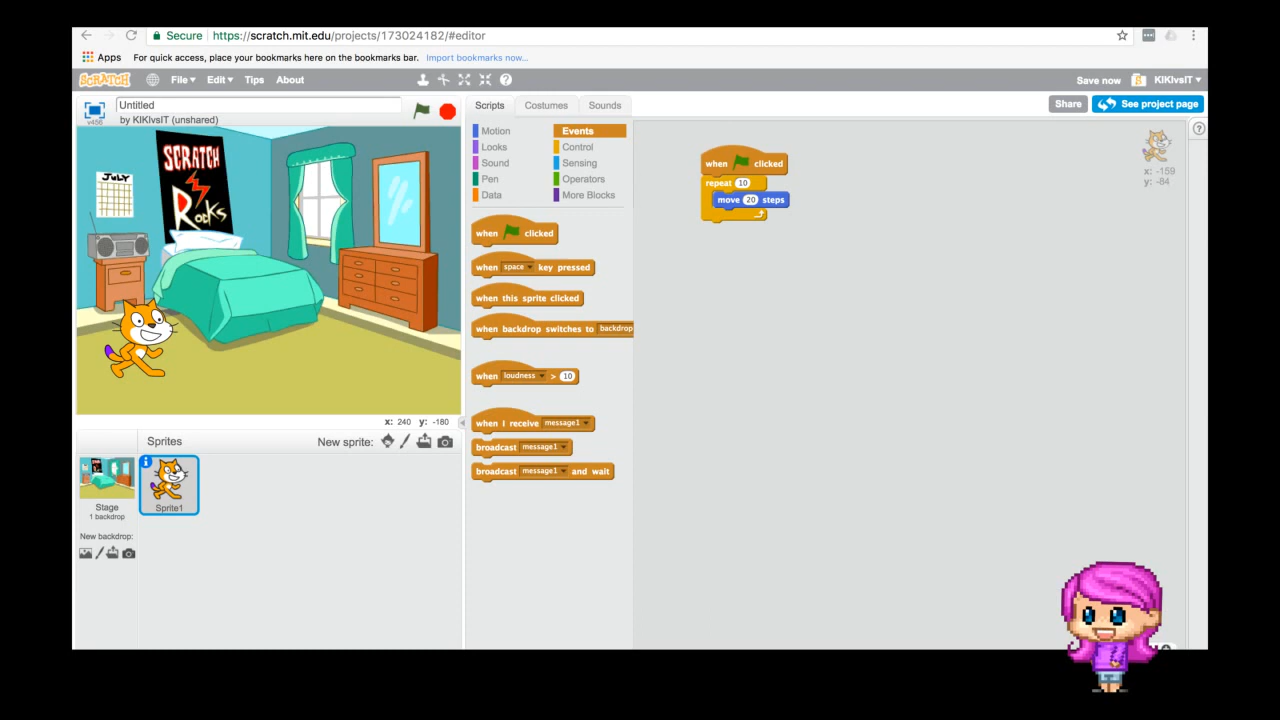 Secure https://scratch.mit.edu/projects/173024182/#editor
Apps For quick access, place your bookmarks here on the bookmarks bar. Import bookmarks now...
SCRATCH File Edit Tips About Save now KIKIvsIT
Untitled
by KIKIvsIT (unshared)
v456
Scripts Costumes Sounds
Share See project page
Motion Events
Looks Control
Sound Sensing
Pen Operators
Data More Blocks
when clicked
when space key pressed
when this sprite clicked
when backdrop switches to backdrop
when loudness > 10
when I receive message1
broadcast message1
broadcast message1 and wait
when clicked
repeat 10
move 20 steps
x: -159
y: -84
SCRATCH
Rocks
JULY
x: 240 y: -180
Sprites New sprite:
Stage
1 backdrop
Sprite1
New backdrop: